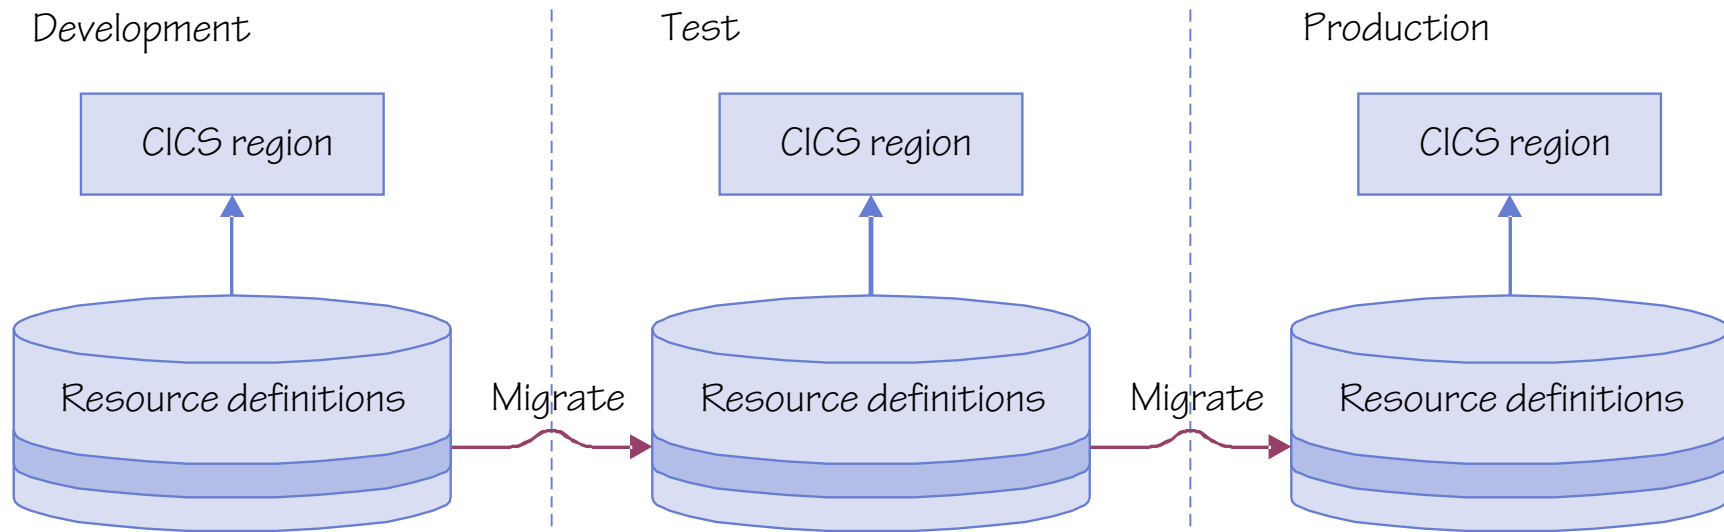 Development
Test
Production
CICS region
CICS region
CICS region
Resource definitions
Migrate
Resource definitions
Migrate
Resource definitions